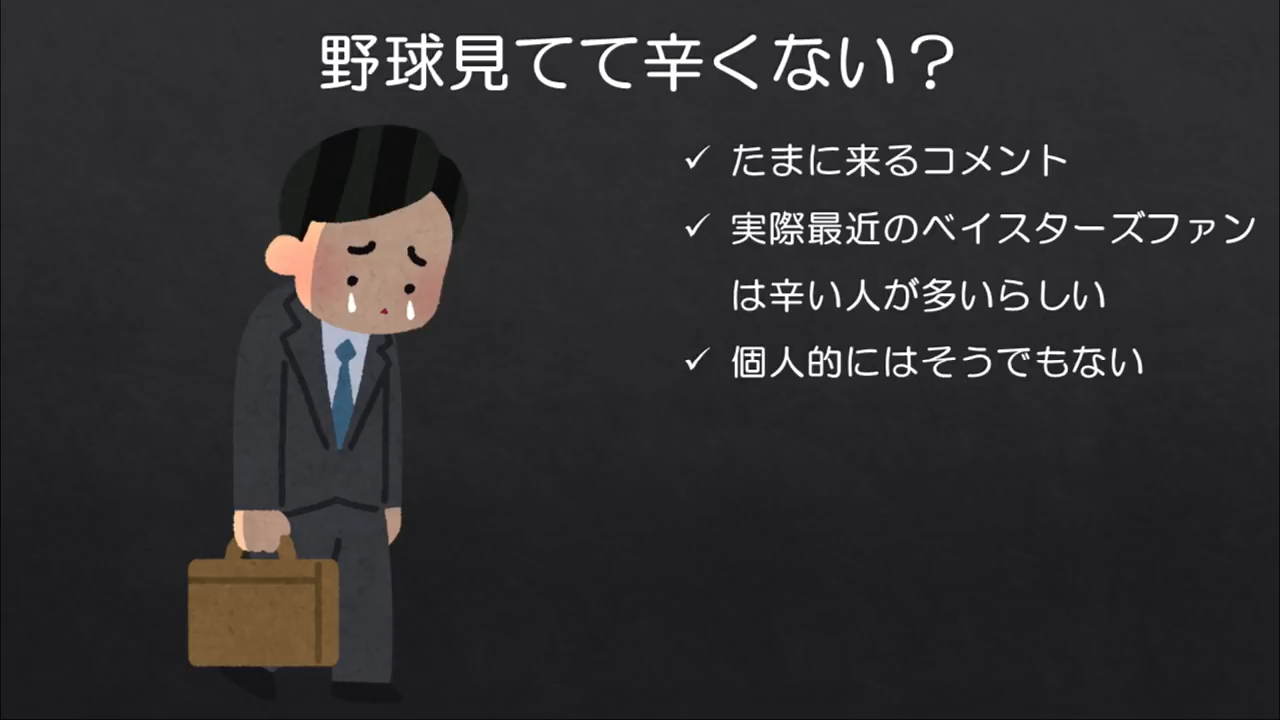 野球見てて辛くない？
✓ たまに来るコメント
✓ 実際最近のベイスターズファン
は辛い人が多いらしい
✓ 個人的にはそうでもない